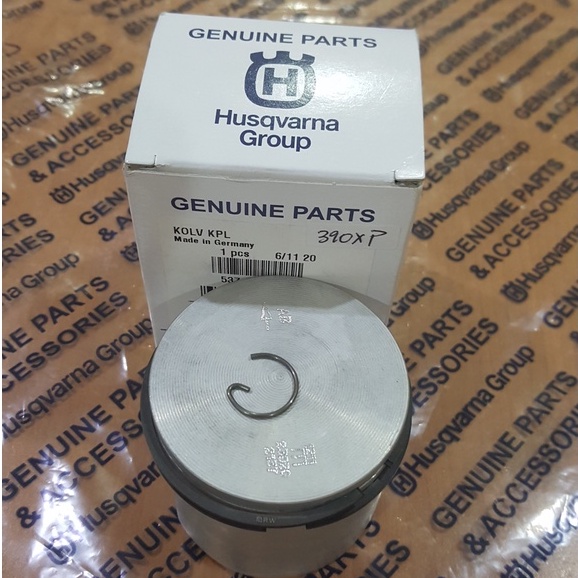 GENUINE PARTS
H
Husqvarna
Group
GENUINE PARTS
KOLV KPL
Made in Germany
1 pcs 6/11 20
390XP
GENUINE PARTS
& ACCESSORIES
Husqvarna Group